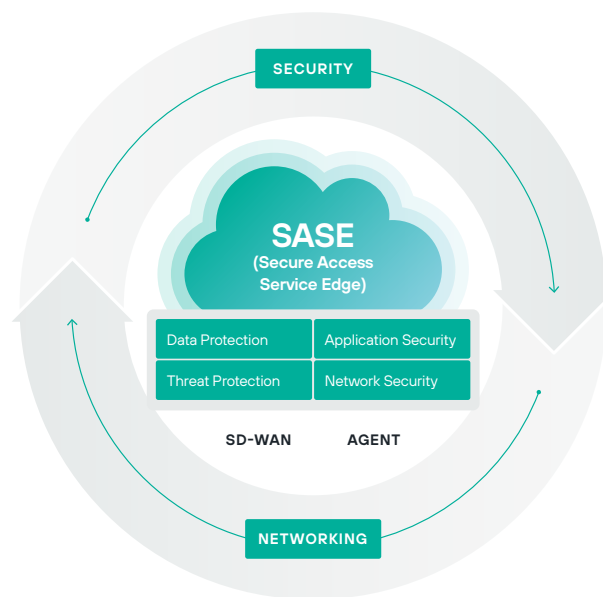 SECURITY
SASE
(Secure Access
Service Edge)
Data Protection
Application Security
Threat Protection
Network Security
SD-WAN
AGENT
NETWORKING